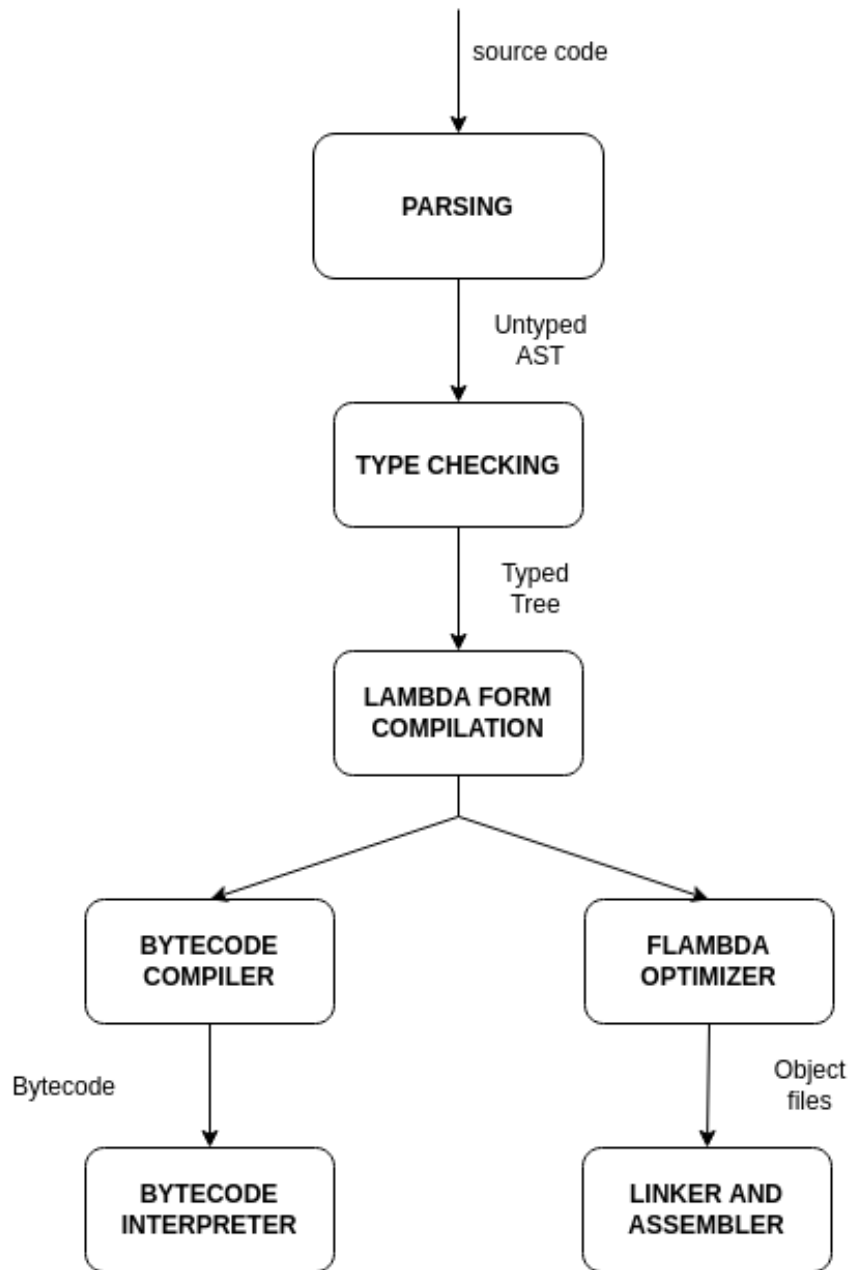 source code
PARSING
Untyped
AST
TYPE CHECKING
Typed
Tree
LAMBDA FORM
COMPILATION
BYTECODE
COMPILER
FLAMBDA
OPTIMIZER
Bytecode
Object
files
BYTECODE
INTERPRETER
LINKER AND
ASSEMBLER